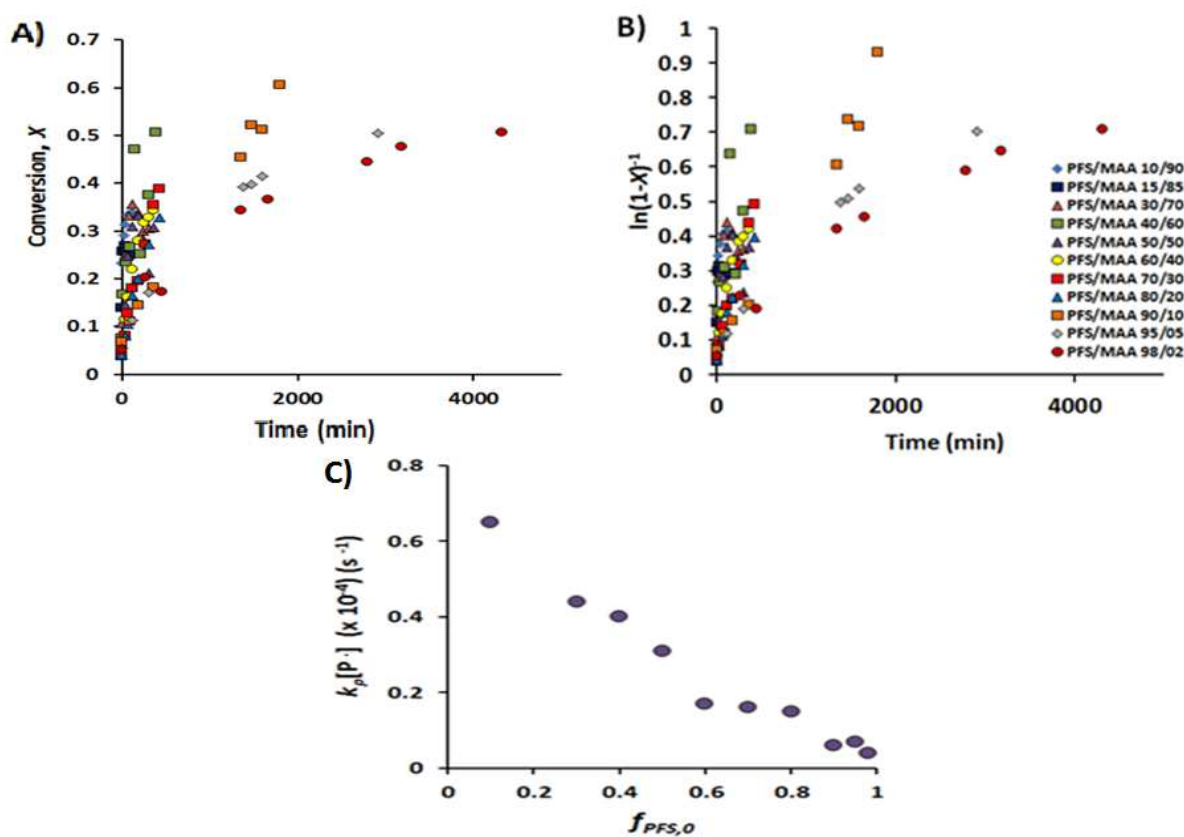 A)
0.7
0.6
0.5
0.4
0.3
0.2
0.1
0
Conversion, X
0 2000 4000
Time (min)
B)
1
0.9
0.8
0.7
0.6
0.5
0.4
0.3
0.2
0.1
0
ln(1-X)⁻¹
0 2000 4000
Time (min)
PFS/MAA 10/90
PFS/MAA 15/85
PFS/MAA 30/70
PFS/MAA 40/60
PFS/MAA 50/50
PFS/MAA 60/40
PFS/MAA 70/30
PFS/MAA 80/20
PFS/MAA 90/10
PFS/MAA 95/05
PFS/MAA 98/02
C)
0.8
0.6
0.4
0.2
0
kₚ[P·] (x 10⁻⁴) (s⁻¹)
0 0.2 0.4 0.6 0.8 1
f_PFS,0